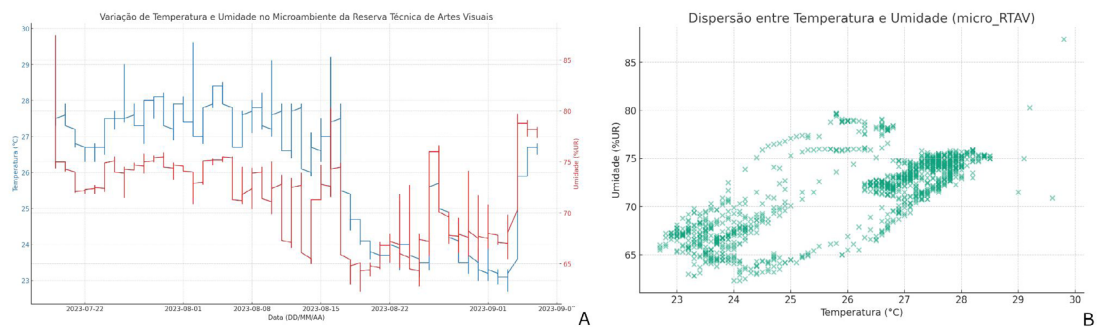 Variação de Temperatura e Umidade no Microambiente da Reserva Técnica de Artes Visuais
30
29
28
27
26
25
24
23
Temperatura (°C)
85
80
75
70
65
Umidade (%UR)
2023-07-22
2023-08-01
2023-08-08
2023-08-15
2023-08-22
2023-09-01
2023-09-0
Data (DD/MM/AA)
A
Dispersão entre Temperatura e Umidade (micro_RTAV)
85
80
75
70
65
Umidade (%UR)
23 24 25 26 27 28 29 30
Temperatura (°C)
B